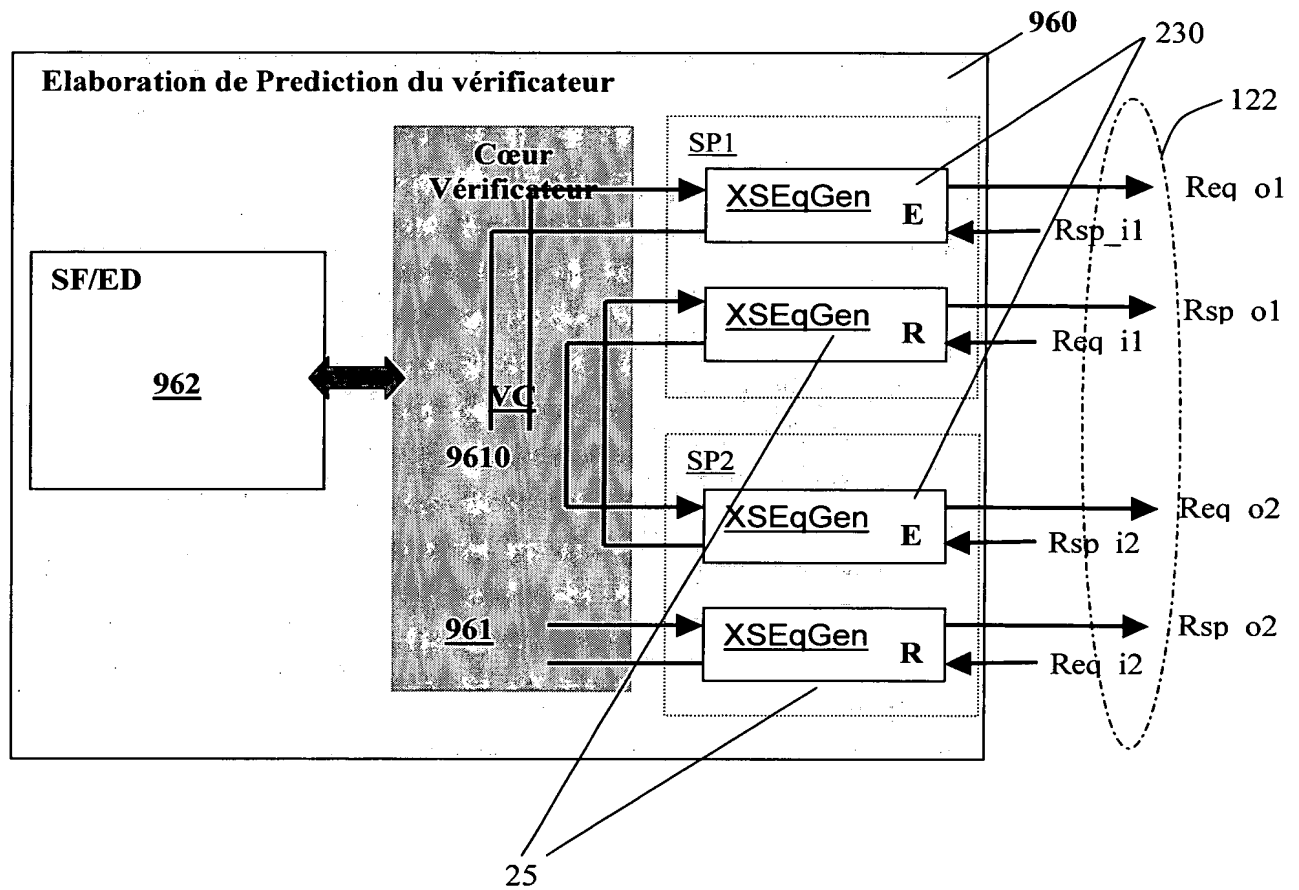 960
230
Elaboration de Prediction du vérificateur
122
Cœur
Vérificateur
SP1
XSEqGen
E
Req o1
Rsp_i1
SF/ED
XSEqGen
R
Rsp o1
Req i1
962
VC
9610
SP2
XSEqGen
E
Req o2
Rsp i2
961
XSEqGen
R
Rsp o2
Req i2
25